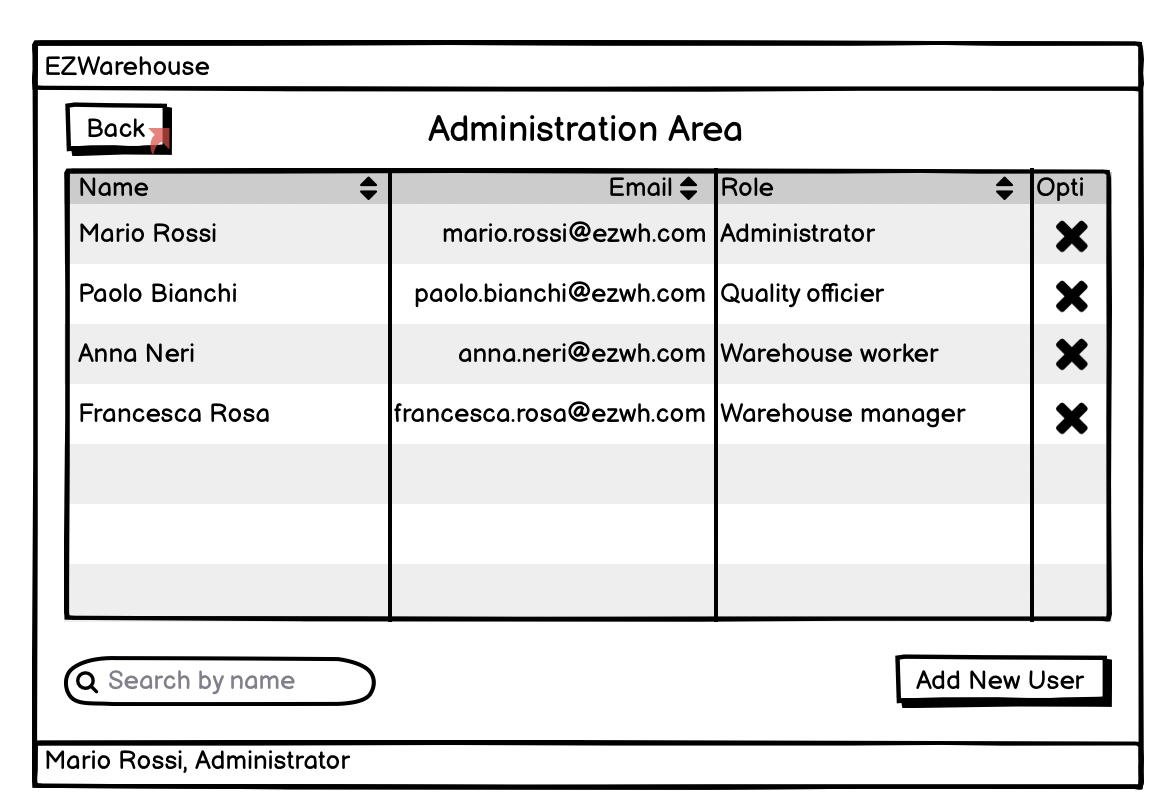 EZWarehouse
Back
Administration Area
Name Email Role Opti
Mario Rossi mario.rossi@ezwh.com Administrator
Paolo Bianchi paolo.bianchi@ezwh.com Quality officier
Anna Neri anna.neri@ezwh.com Warehouse worker
Francesca Rosa francesca.rosa@ezwh.com Warehouse manager
Search by name
Add New User
Mario Rossi, Administrator